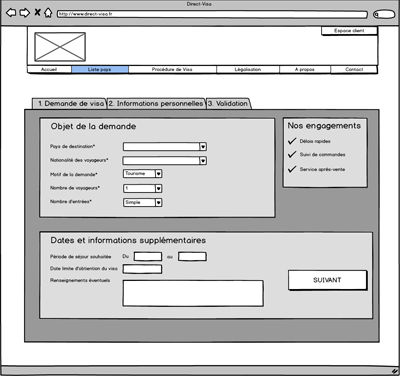 Direct-Visa
http://www.direct-visa.fr
Espace client
Accueil Liste pays Procédure de Visa Légalisation A propos Contact
1. Demande de visa 2. Informations personnelles 3. Validation
Objet de la demande
Pays de destination*
Nationalité des voyageurs*
Motif de la demande* Tourisme
Nombre de voyageurs* 1
Nombre d'entrées* Simple
Nos engagements
Délais rapides
Suivi de commandes
Service après-vente
Dates et informations supplémentaires
Période de séjour souhaitée Du au
Date limite d'obtention du visa
Renseignements éventuels
SUIVANT